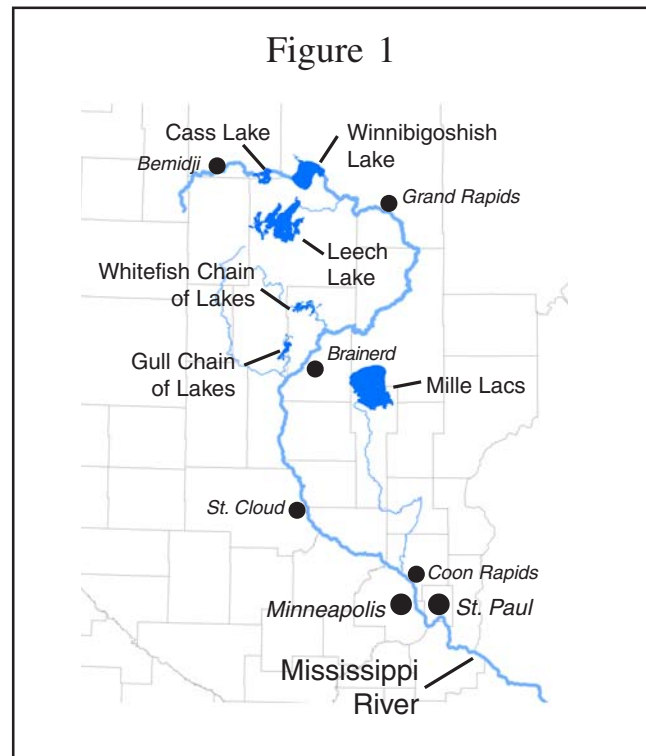 Figure 1
Cass Lake
Winnibigoshish
Lake
Bemidji
Grand Rapids
Leech
Lake
Whitefish Chain
of Lakes
Brainerd
Gull Chain
of Lakes
Mille Lacs
St. Cloud
Coon Rapids
Minneapolis
St. Paul
Mississippi
River